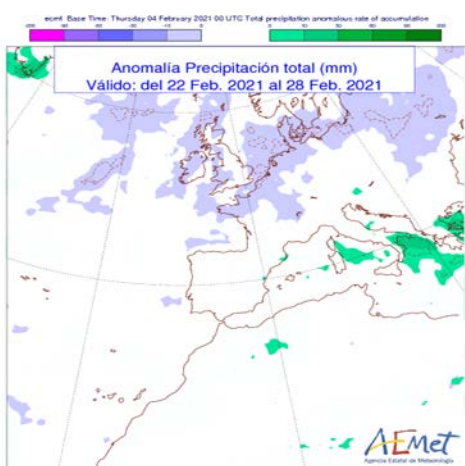 ecmf Base Time: Thursday 04 February 2021 00 UTC Total precipitation anomalous rate of accumulation
Anomalía Precipitación total (mm)
Válido: del 22 Feb. 2021 al 28 Feb. 2021
AEMet
Agencia Estatal de Meteorología